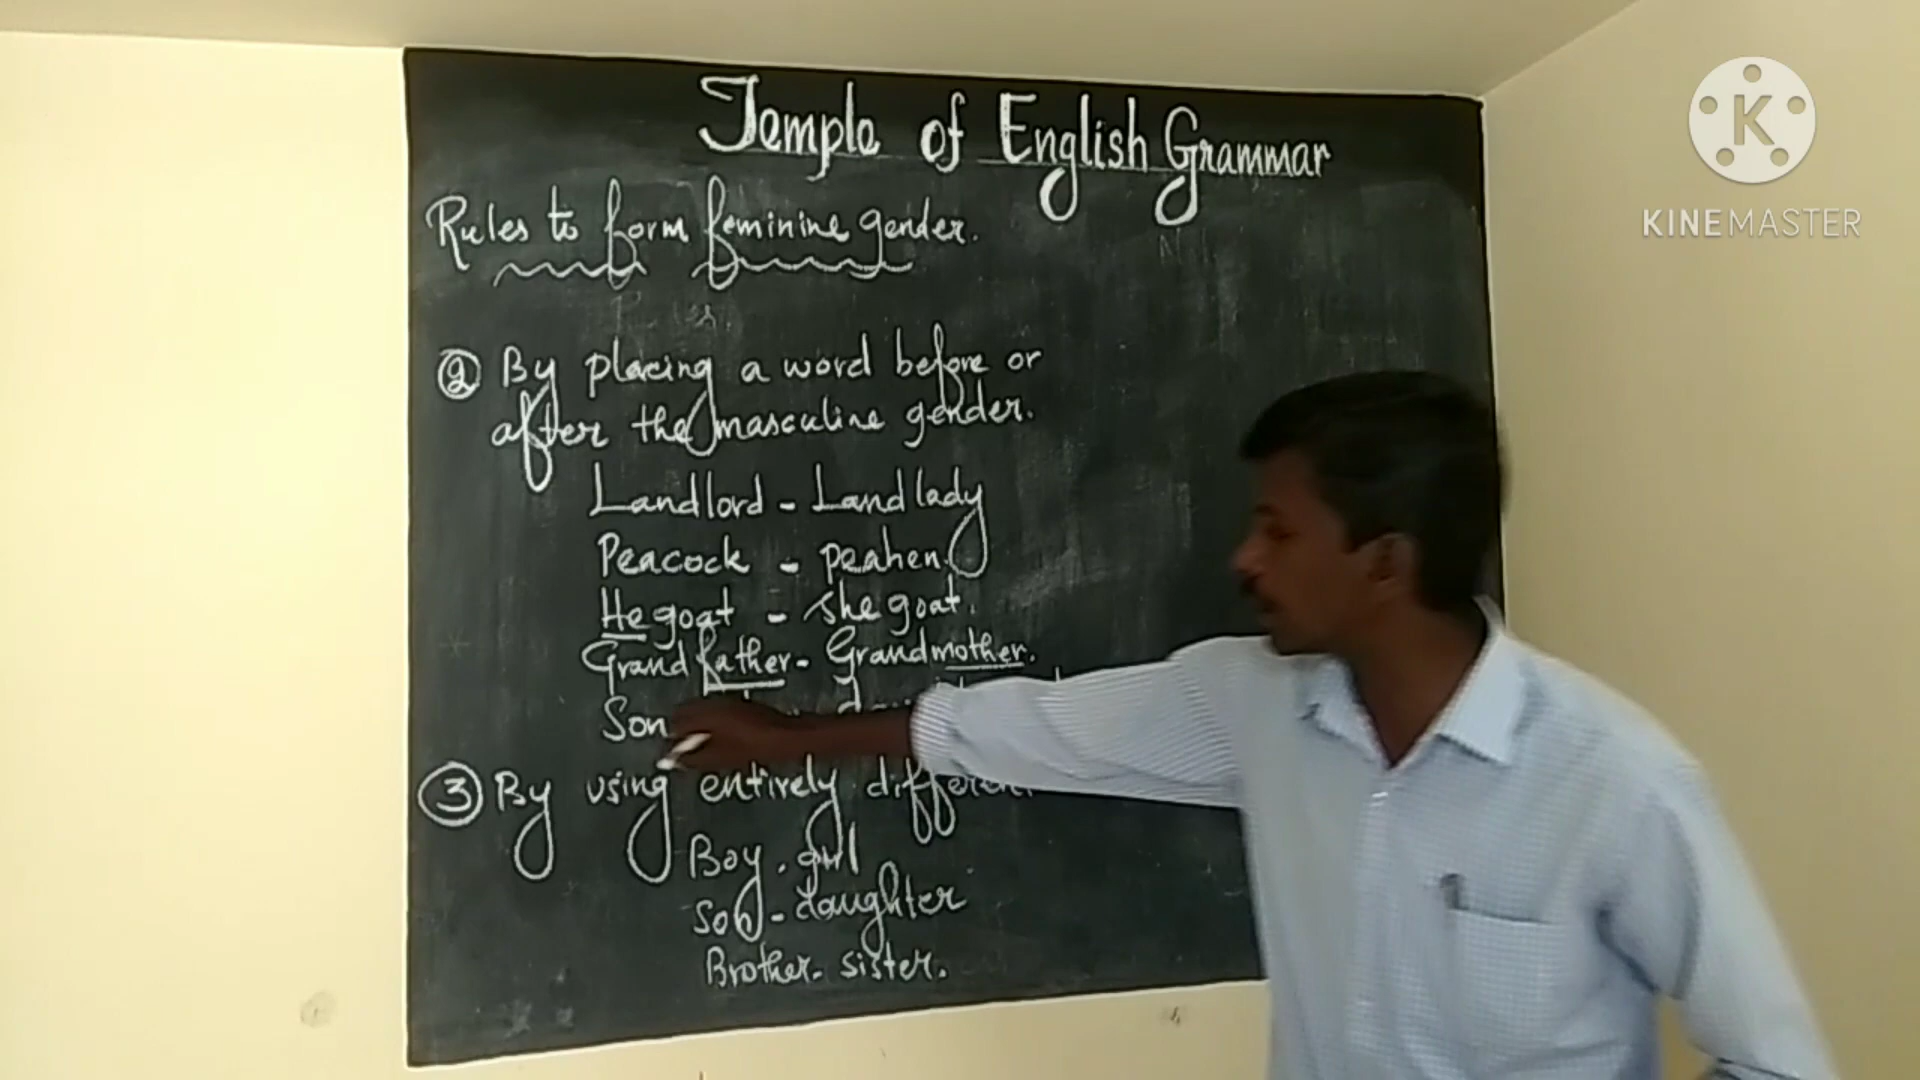 Temple of English Grammar
Rules to form feminine gender.
② By placing a word before or
after the masculine gender.
Landlord - Landlady
Peacock - peahen.
He goat - she goat.
Grandfather - Grandmother.
Son
③ By using entirely different
Boy - girl
Son - daughter
Brother - sister.
K
KINEMASTER